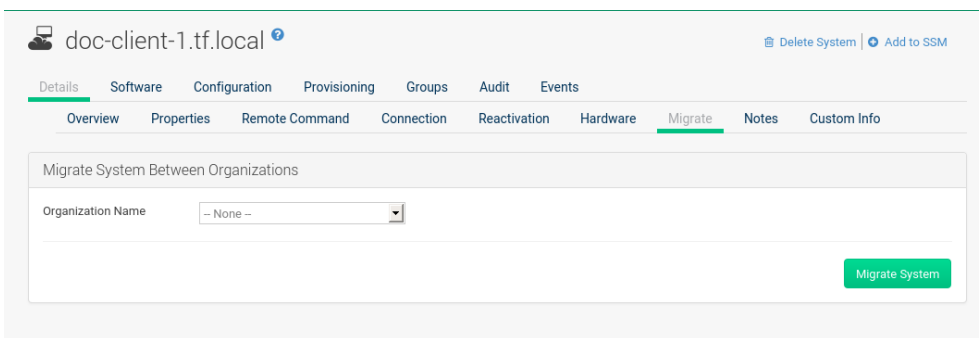 doc-client-1.tf.local ?
Delete System | Add to SSM
Details Software Configuration Provisioning Groups Audit Events
Overview Properties Remote Command Connection Reactivation Hardware Migrate Notes Custom Info
Migrate System Between Organizations
Organization Name -- None --
Migrate System